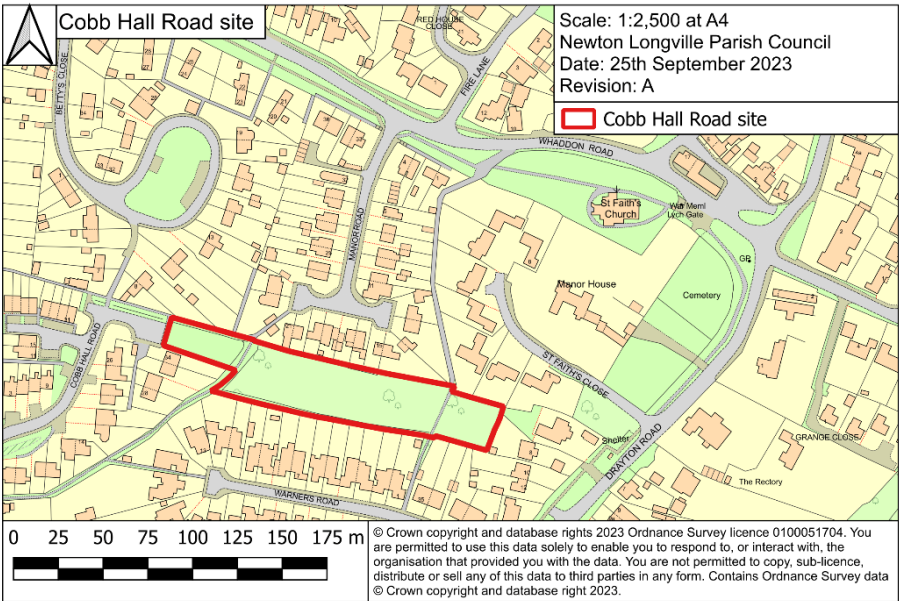 Cobb Hall Road site
Scale: 1:2,500 at A4
Newton Longville Parish Council
Date: 25th September 2023
Revision: A
Cobb Hall Road site
RED HOUSE
CLOSE
BETTY'S CLOSE
FIRE LANE
WHADDON ROAD
St Faith's
Church
War Meml
Lych Gate
MANOR ROAD
GP
Manor House
Cemetery
COBB HALL ROAD
ST FAITH'S CLOSE
Shelter
DRAYTON ROAD
GRANGE CLOSE
The Rectory
WARNERS ROAD
0 25 50 75 100 125 150 175 m
© Crown copyright and database rights 2023 Ordnance Survey licence 0100051704. You
are permitted to use this data solely to enable you to respond to, or interact with, the
organisation that provided you with the data. You are not permitted to copy, sub-licence,
distribute or sell any of this data to third parties in any form. Contains Ordnance Survey data
© Crown copyright and database right 2023.